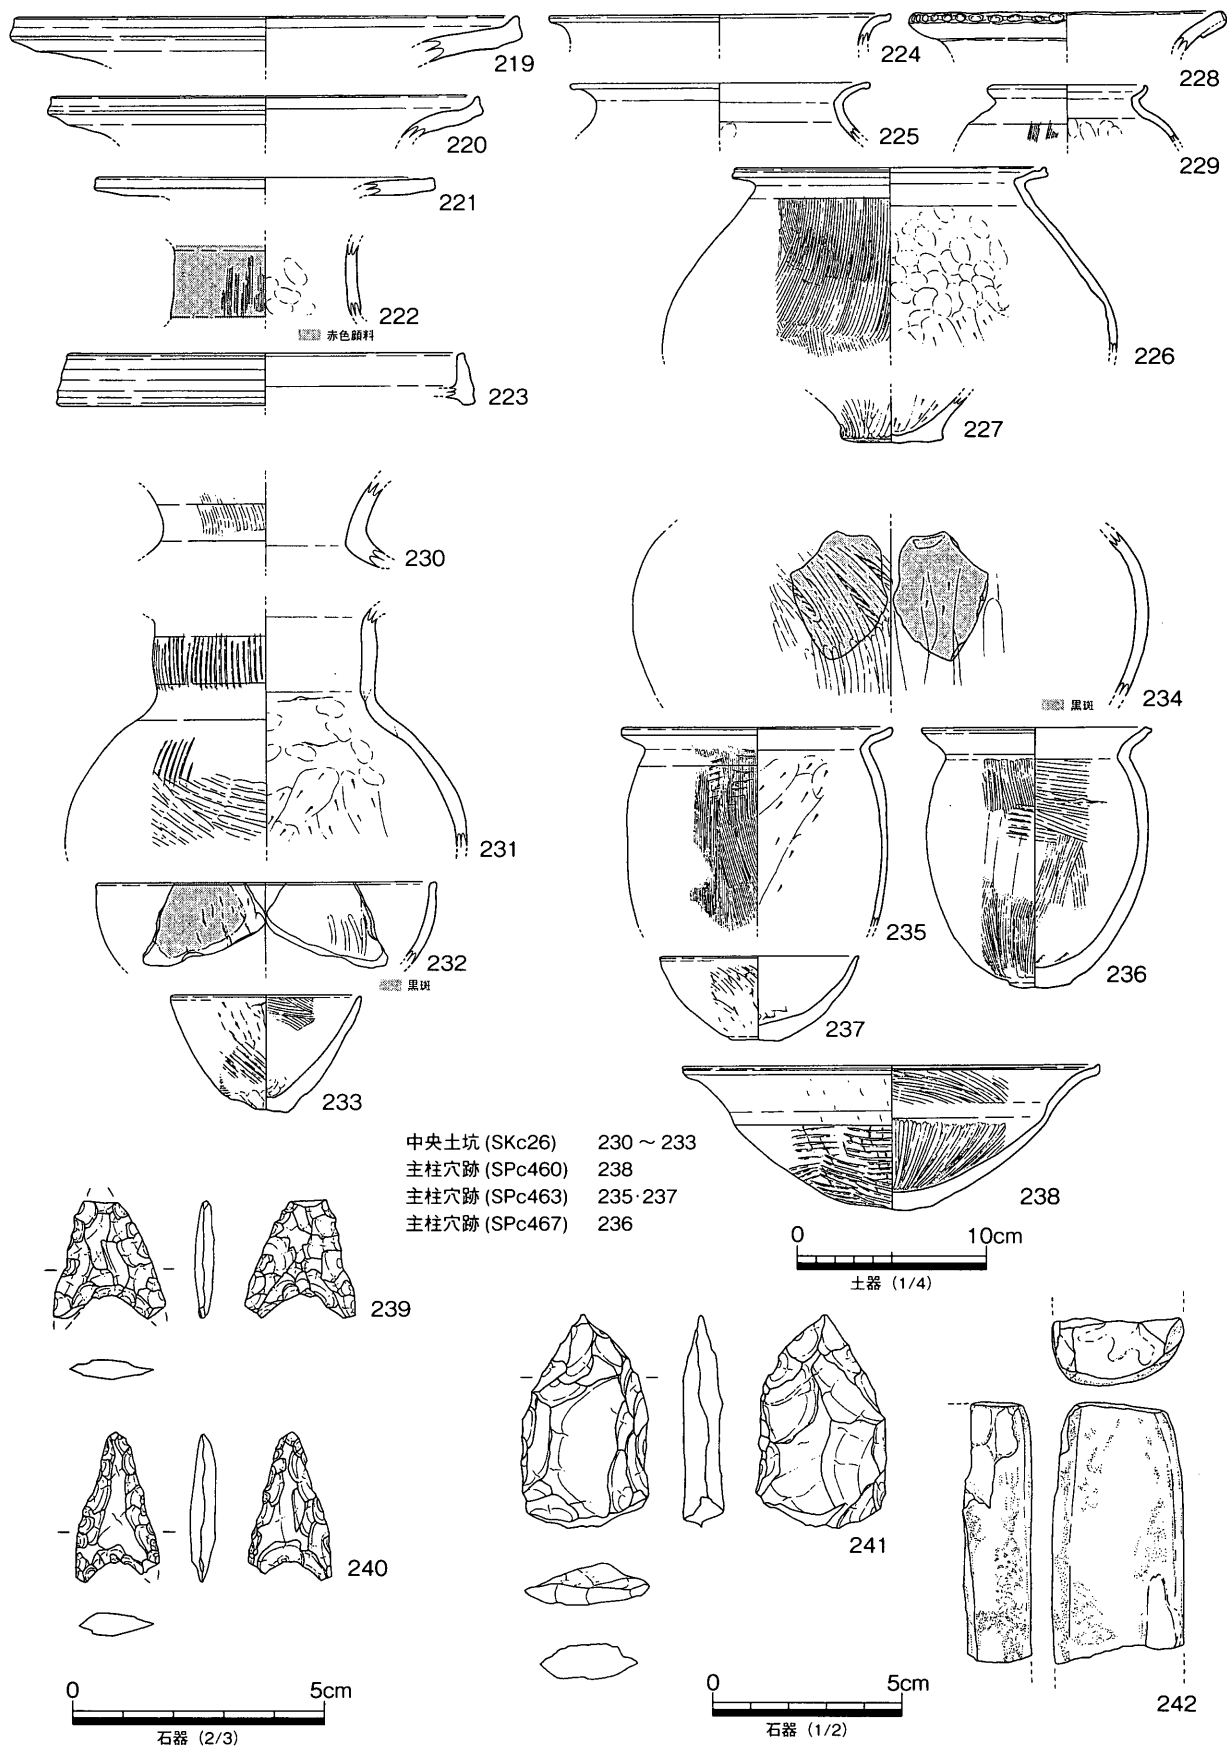 219
224
228
220
225
229
221
222
赤色顔料
226
223
227
230
234
黒斑
231
235
236
232
黒斑
237
233
238
中央土坑 (SKc26) 230 ~ 233
主柱穴跡 (SPc460) 238
主柱穴跡 (SPc463) 235·237
主柱穴跡 (SPc467) 236
0 10cm
土器 (1/4)
239
240
241
242
0 5cm
石器 (2/3)
0 5cm
石器 (1/2)